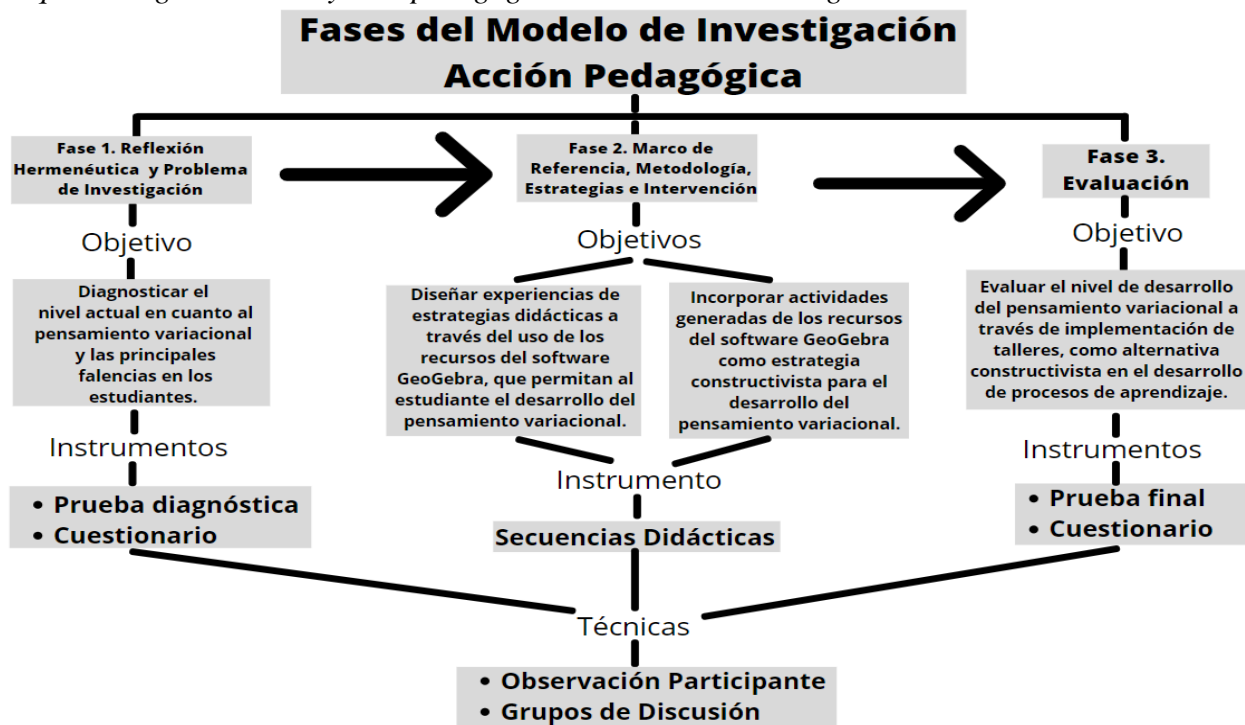 Fases del Modelo de Investigación
Acción Pedagógica
Fase 1. Reflexión
Hermenéutica y Problema
de Investigación
Objetivo
Diagnosticar el
nivel actual en cuanto al
pensamiento variacional
y las principales
falencias en los
estudiantes.
Instrumentos
• Prueba diagnóstica
• Cuestionario
Fase 2. Marco de
Referencia, Metodología,
Estrategias e Intervención
Objetivos
Diseñar experiencias de
estrategias didácticas a
través del uso de los
recursos del software
GeoGebra, que permitan al
estudiante el desarrollo del
pensamiento variacional.
Incorporar actividades
generadas de los recursos
del software GeoGebra
como estrategia
constructivista para el
desarrollo del
pensamiento variacional.
Instrumento
Secuencias Didácticas
Fase 3.
Evaluación
Objetivo
Evaluar el nivel de desarrollo
del pensamiento variacional a
través de implementación de
talleres, como alternativa
constructivista en el desarrollo
de procesos de aprendizaje.
Instrumentos
• Prueba final
• Cuestionario
Técnicas
• Observación Participante
• Grupos de Discusión